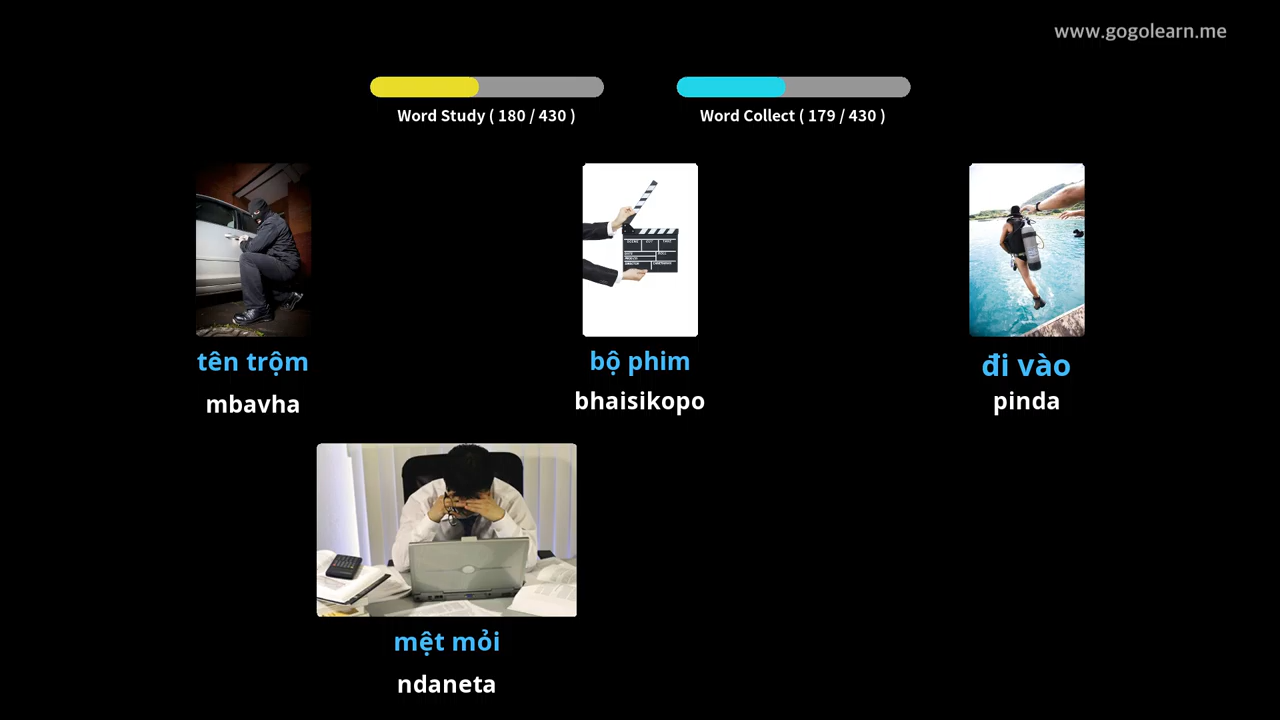 www.gogolearn.me
Word Study ( 180 / 430 )
Word Collect ( 179 / 430 )
tên trộm
mbavha
bộ phim
bhaisikopo
đi vào
pinda
mệt mỏi
ndaneta